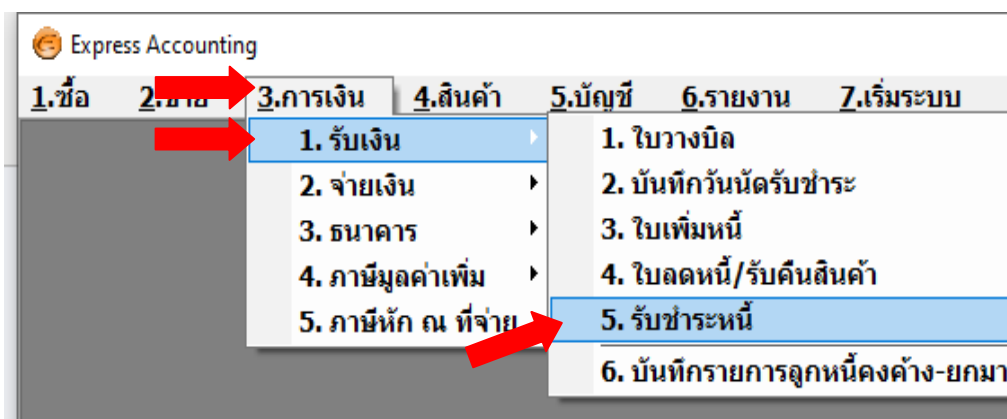 Express Accounting
1.ซื้อ 2.ขาย 3.การเงิน 4.สินค้า 5.บัญชี 6.รายงาน 7.เริ่มระบบ
1. รับเงิน
2. จ่ายเงิน
3. ธนาคาร
4. ภาษีมูลค่าเพิ่ม
5. ภาษีหัก ณ ที่จ่าย
1. ใบวางบิล
2. บันทึกวันนัดรับชำระ
3. ใบเพิ่มหนี้
4. ใบลดหนี้/รับคืนสินค้า
5. รับชำระหนี้
6. บันทึกรายการลูกหนี้คงค้าง-ยกมา